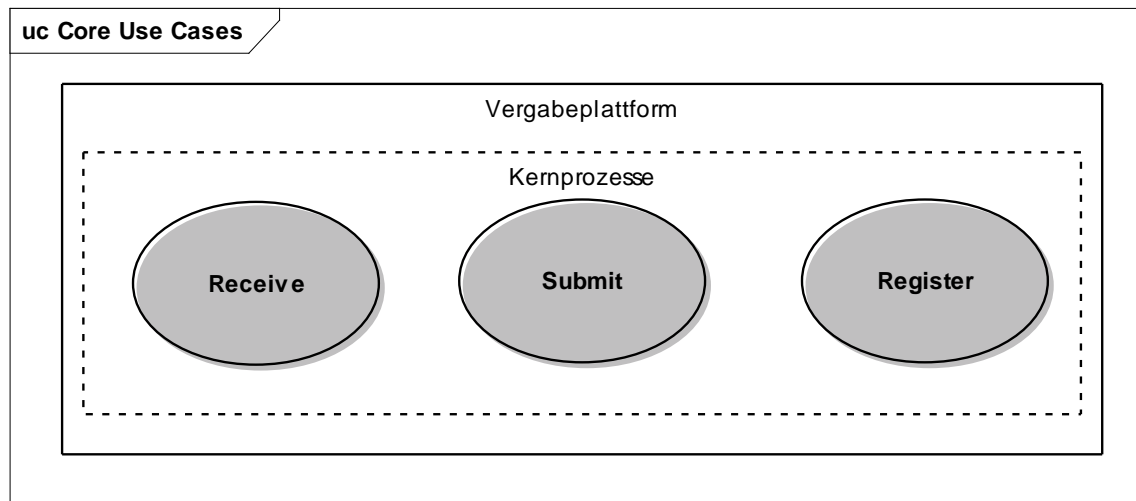 uc Core Use Cases
Vergabeplattform
Kernprozesse
Receive
Submit
Register